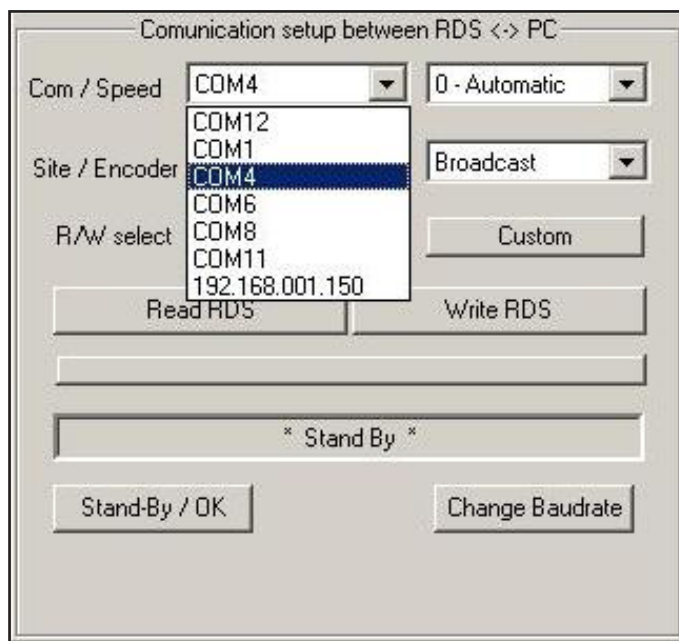 Comunication setup between RDS <-> PC
Com / Speed COM4 0 - Automatic
COM12
COM1
Site / Encoder COM4 Broadcast
COM6
R/W select COM8 Custom
COM11
192.168.001.150
Read RDS Write RDS
* Stand By *
Stand-By / OK Change Baudrate